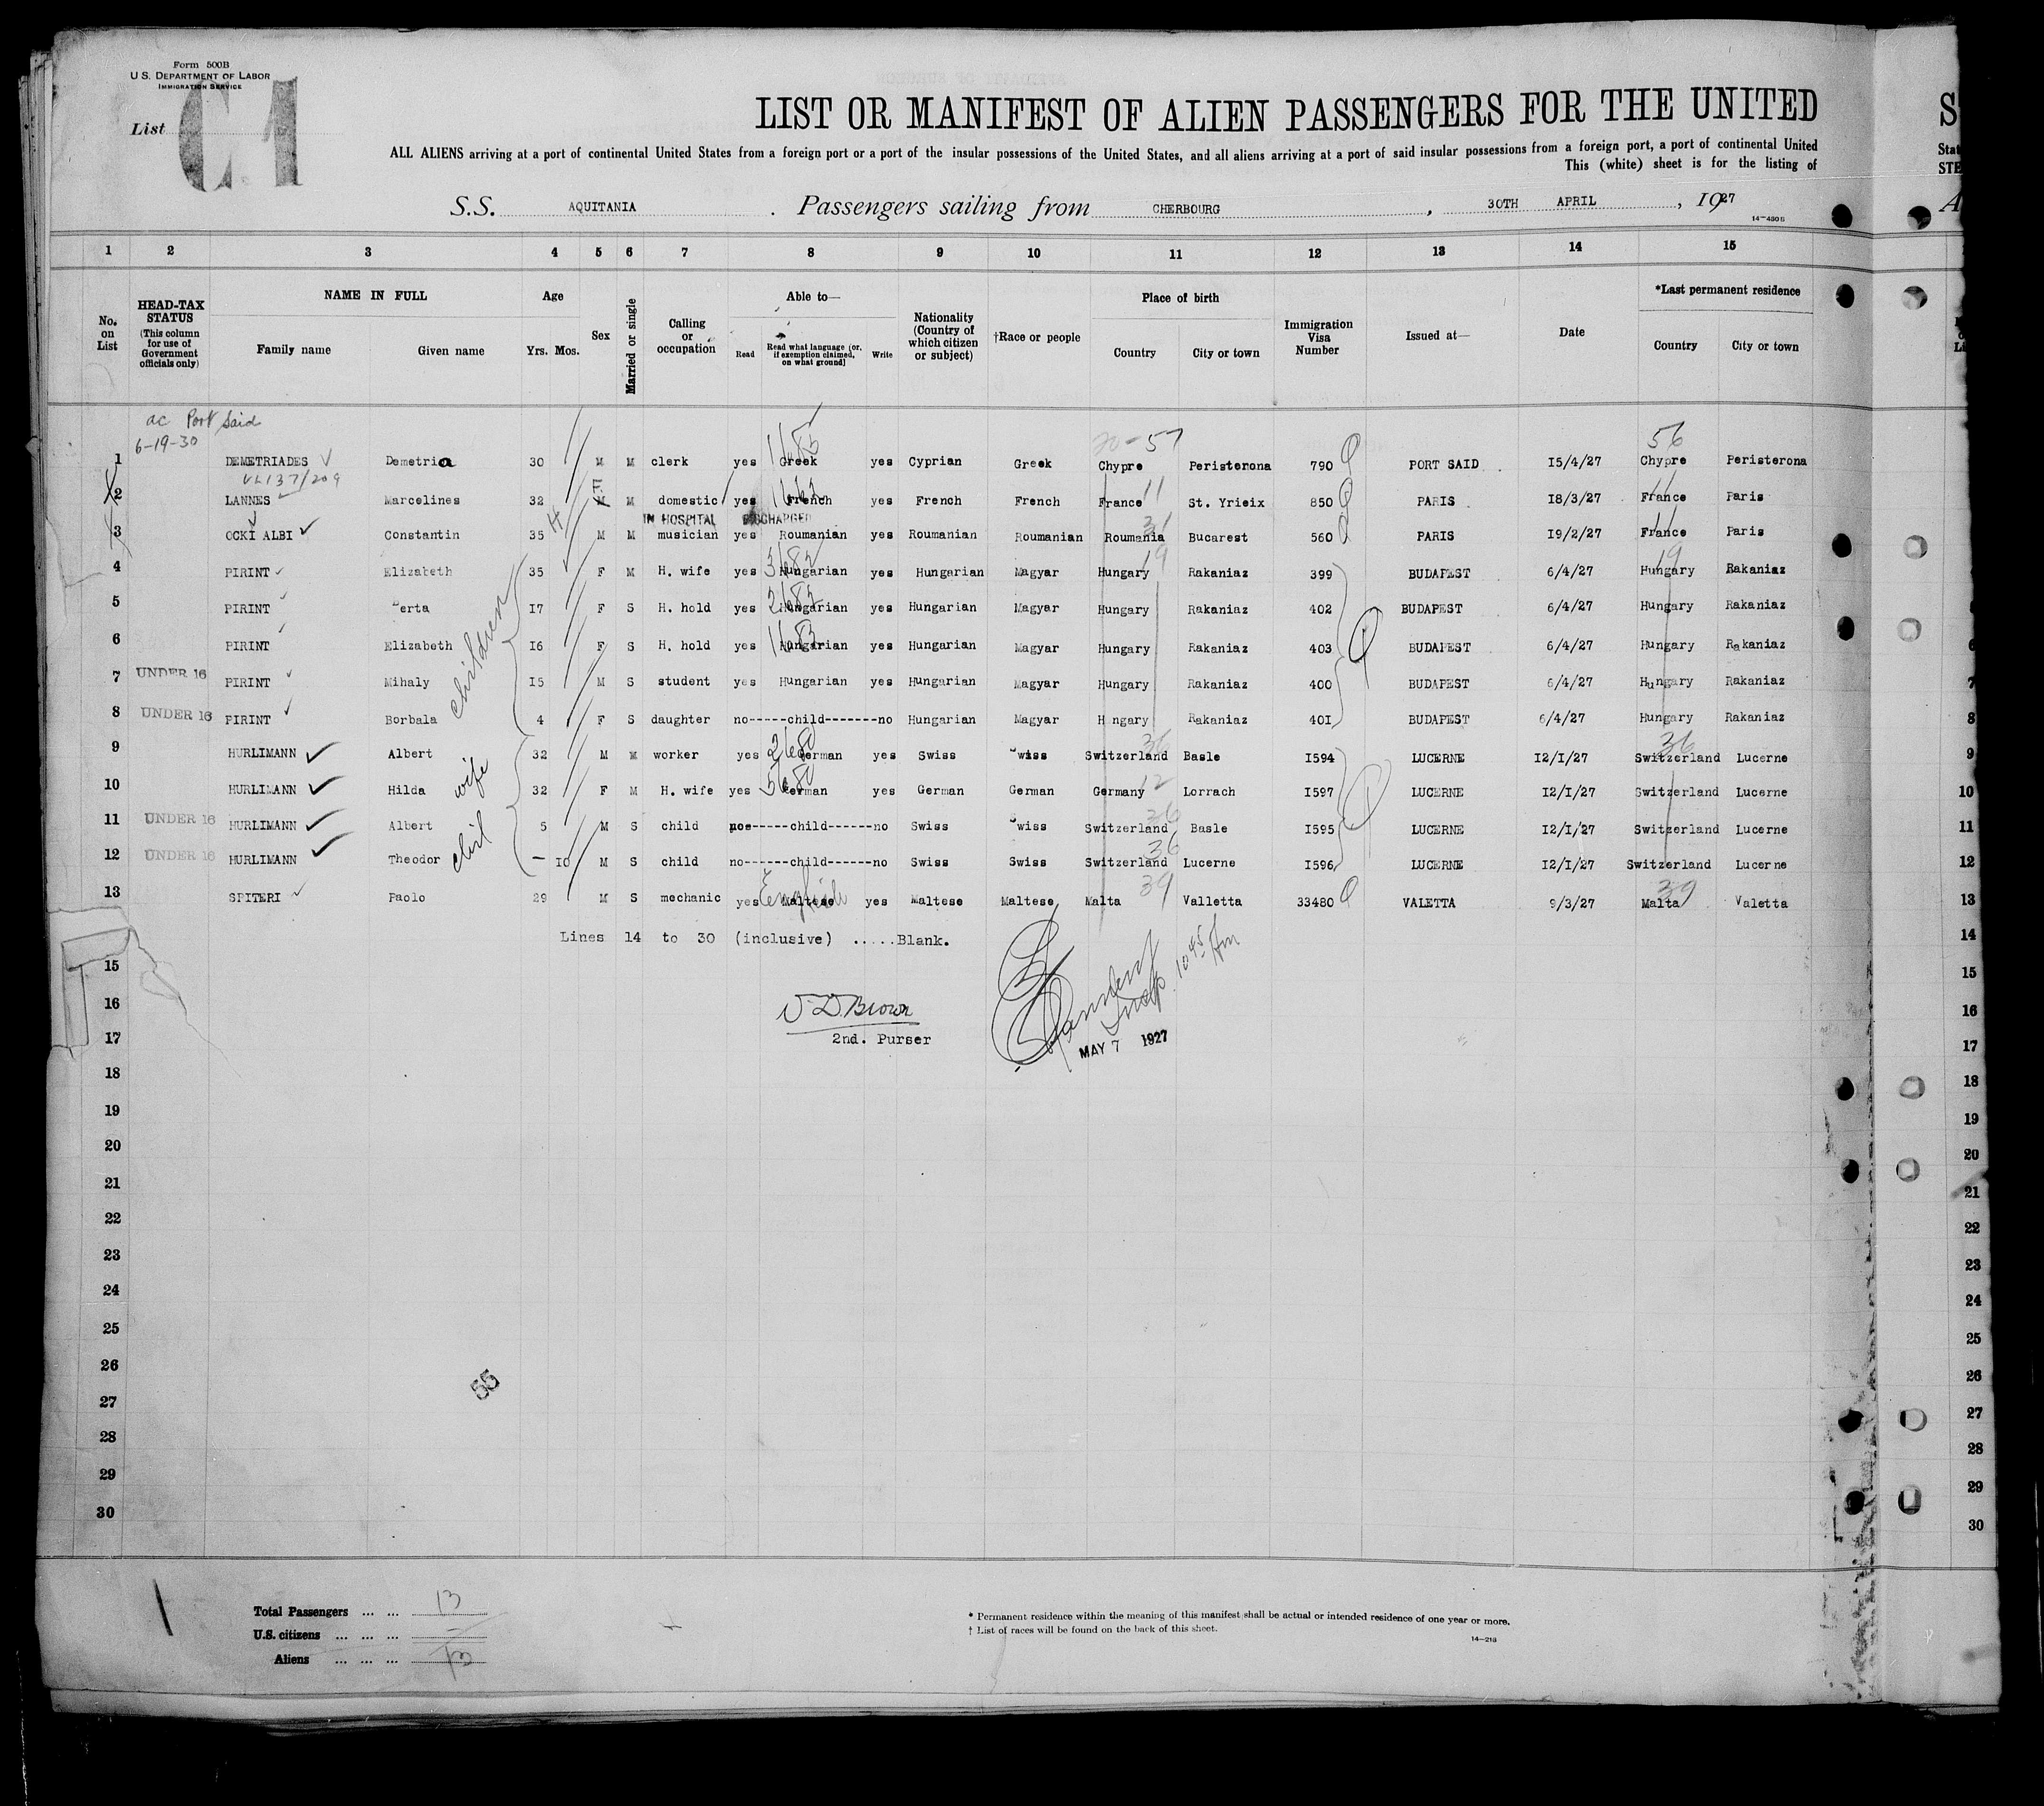 Form 500B
U.S. DEPARTMENT OF LABOR
IMMIGRATION SERVICE
List C1
LIST OR MANIFEST OF ALIEN PASSENGERS FOR THE UNITED
ALL ALIENS arriving at a port of continental United States from a foreign port or a port of the insular possessions of the United States, and all aliens arriving at a port of said insular possessions from a foreign port, a port of continental United
This (white) sheet is for the listing of
S.S. AQUITANIA. Passengers sailing from CHERBOURG, 30TH APRIL, 1927
14-480B
1 2 3 4 5 6 7 8 9 10 11 12 13 14 15
No. on List
HEAD-TAX STATUS (This column for use of Government officials only)
NAME IN FULL
Family name Given name
Age Yrs. Mos.
Sex
Married or single
Calling or occupation
Able to—
Read Read what language (or, if exemption claimed, on what ground) Write
Nationality (Country of which citizen or subject)
†Race or people
Place of birth
Country City or town
Immigration Visa Number
Issued at—
Date
*Last permanent residence
Country City or town
ac Port Said
6-19-30
1 DEMETRIADES Demetria 30 M M clerk yes Greek yes Cyprian Greek Chypre Peristerona 790 PORT SAID 15/4/27 Chypre Peristerona
2 LANNES Marcelines 32 F M domestic yes French yes French French France St. Yrieix 850 PARIS 18/3/27 France Paris
IN HOSPITAL DISCHARGED
3 OCKI ALBI Constantin 35 M M musician yes Roumanian yes Roumanian Roumanian Roumania Bucarest 560 PARIS 19/2/27 France Paris
4 PIRINT Elizabeth 35 F M H. wife yes Hungarian yes Hungarian Magyar Hungary Rakaniaz 399 BUDAPEST 6/4/27 Hungary Rakaniaz
5 PIRINT Berta 17 F S H. hold yes Hungarian yes Hungarian Magyar Hungary Rakaniaz 402 BUDAPEST 6/4/27 Hungary Rakaniaz
6 PIRINT Elizabeth 16 F S H. hold yes Hungarian yes Hungarian Magyar Hungary Rakaniaz 403 BUDAPEST 6/4/27 Hungary Rakaniaz
7 UNDER 16 PIRINT Mihaly 15 M S student yes Hungarian yes Hungarian Magyar Hungary Rakaniaz 400 BUDAPEST 6/4/27 Hungary Rakaniaz
8 UNDER 16 PIRINT Borbala 4 F S daughter no-----child-------no Hungarian Magyar H ngary Rakaniaz 401 BUDAPEST 6/4/27 Hungary Rakaniaz
children
9 HURLIMANN Albert 32 M M worker yes German yes Swiss Swiss Switzerland Basle 1594 LUCERNE 12/1/27 Switzerland Lucerne
10 HURLIMANN Hilda wife 32 F M H. wife yes German yes German German Germany Lorrach 1597 LUCERNE 12/1/27 Switzerland Lucerne
11 UNDER 16 HURLIMANN Albert 5 M S child no-----child------no Swiss Swiss Switzerland Basle 1595 LUCERNE 12/1/27 Switzerland Lucerne
12 UNDER 16 HURLIMANN Theodor chil – 10 M S child no------child------no Swiss Swiss Switzerland Lucerne 1596 LUCERNE 12/1/27 Switzerland Lucerne
13 SPITERI Paolo 29 M S mechanic yes Maltese English yes Maltese Maltese Malta Valletta 33480 VALETTA 9/3/27 Malta Valetta
Lines 14 to 30 (inclusive) .....Blank.
14
15
16
17
Brown
2nd. Purser
Insp. 10 45 Am
MAY 7 1927
18
19
20
21
22
23
24
25
26
55
27
28
29
30
Total Passengers ... ... 13
U.S. citizens ... ... ... –
Aliens ... ... ... 13
* Permanent residence within the meaning of this manifest shall be actual or intended residence of one year or more.
† List of races will be found on the back of this sheet.
14-218